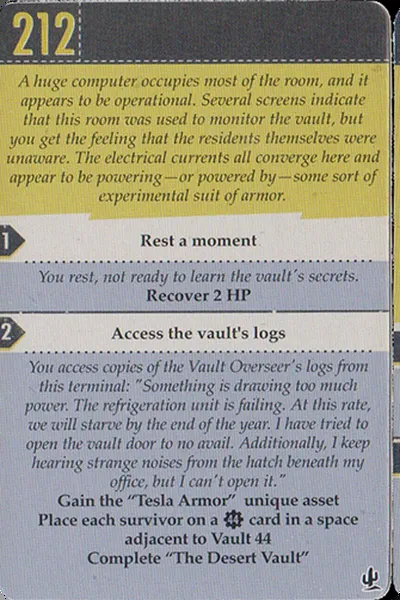 212
A huge computer occupies most of the room, and it
appears to be operational. Several screens indicate
that this room was used to monitor the vault, but
you get the feeling that the residents themselves were
unaware. The electrical currents all converge here and
appear to be powering—or powered by—some sort of
experimental suit of armor.
1
Rest a moment
You rest, not ready to learn the vault's secrets.
Recover 2 HP
2
Access the vault's logs
You access copies of the Vault Overseer's logs from
this terminal: "Something is drawing too much
power. The refrigeration unit is failing. At this rate,
we will starve by the end of the year. I have tried to
open the vault door to no avail. Additionally, I keep
hearing strange noises from the hatch beneath my
office, but I can't open it."
Gain the "Tesla Armor" unique asset
Place each survivor on a 44 card in a space
adjacent to Vault 44
Complete "The Desert Vault"